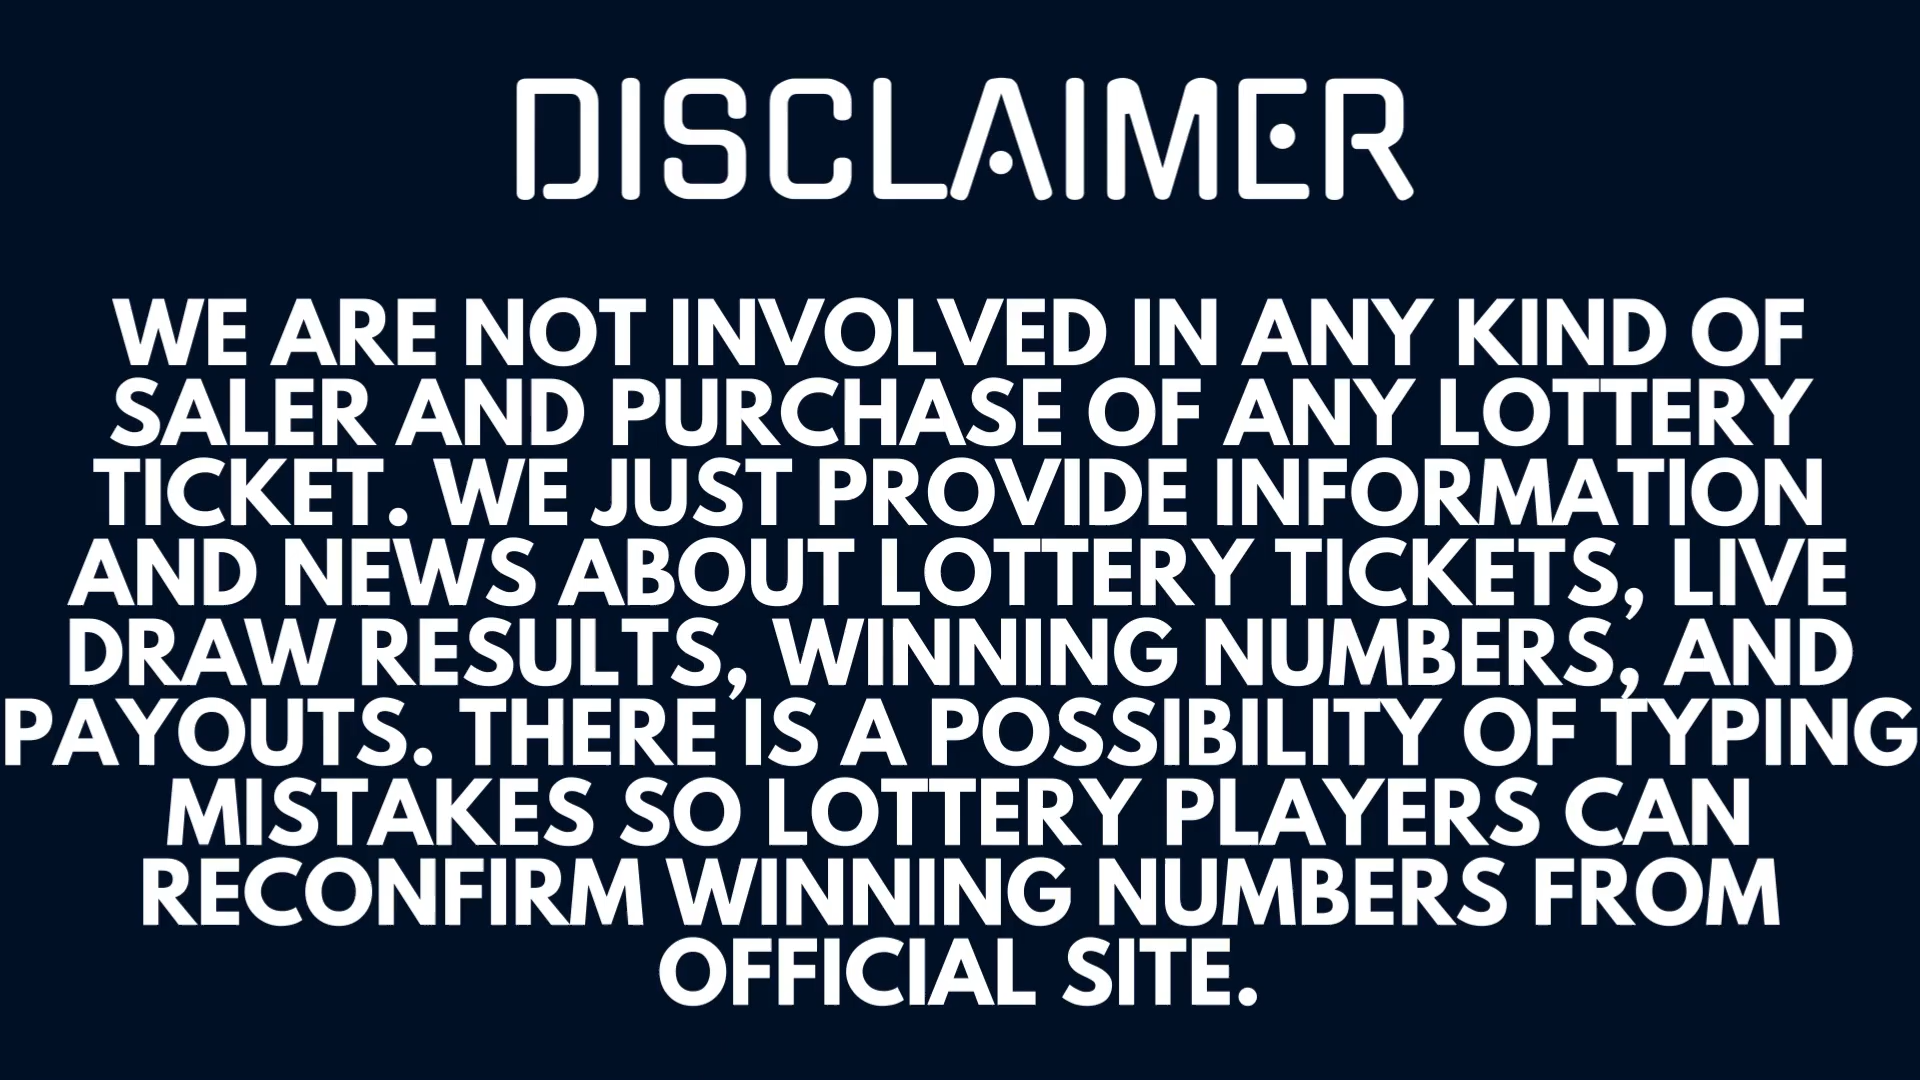 DISCLAIMER
WE ARE NOT INVOLVED IN ANY KIND OF
SALER AND PURCHASE OF ANY LOTTERY
TICKET. WE JUST PROVIDE INFORMATION
AND NEWS ABOUT LOTTERY TICKETS, LIVE
DRAW RESULTS, WINNING NUMBERS, AND
PAYOUTS. THERE IS A POSSIBILITY OF TYPING
MISTAKES SO LOTTERY PLAYERS CAN
RECONFIRM WINNING NUMBERS FROM
OFFICIAL SITE.